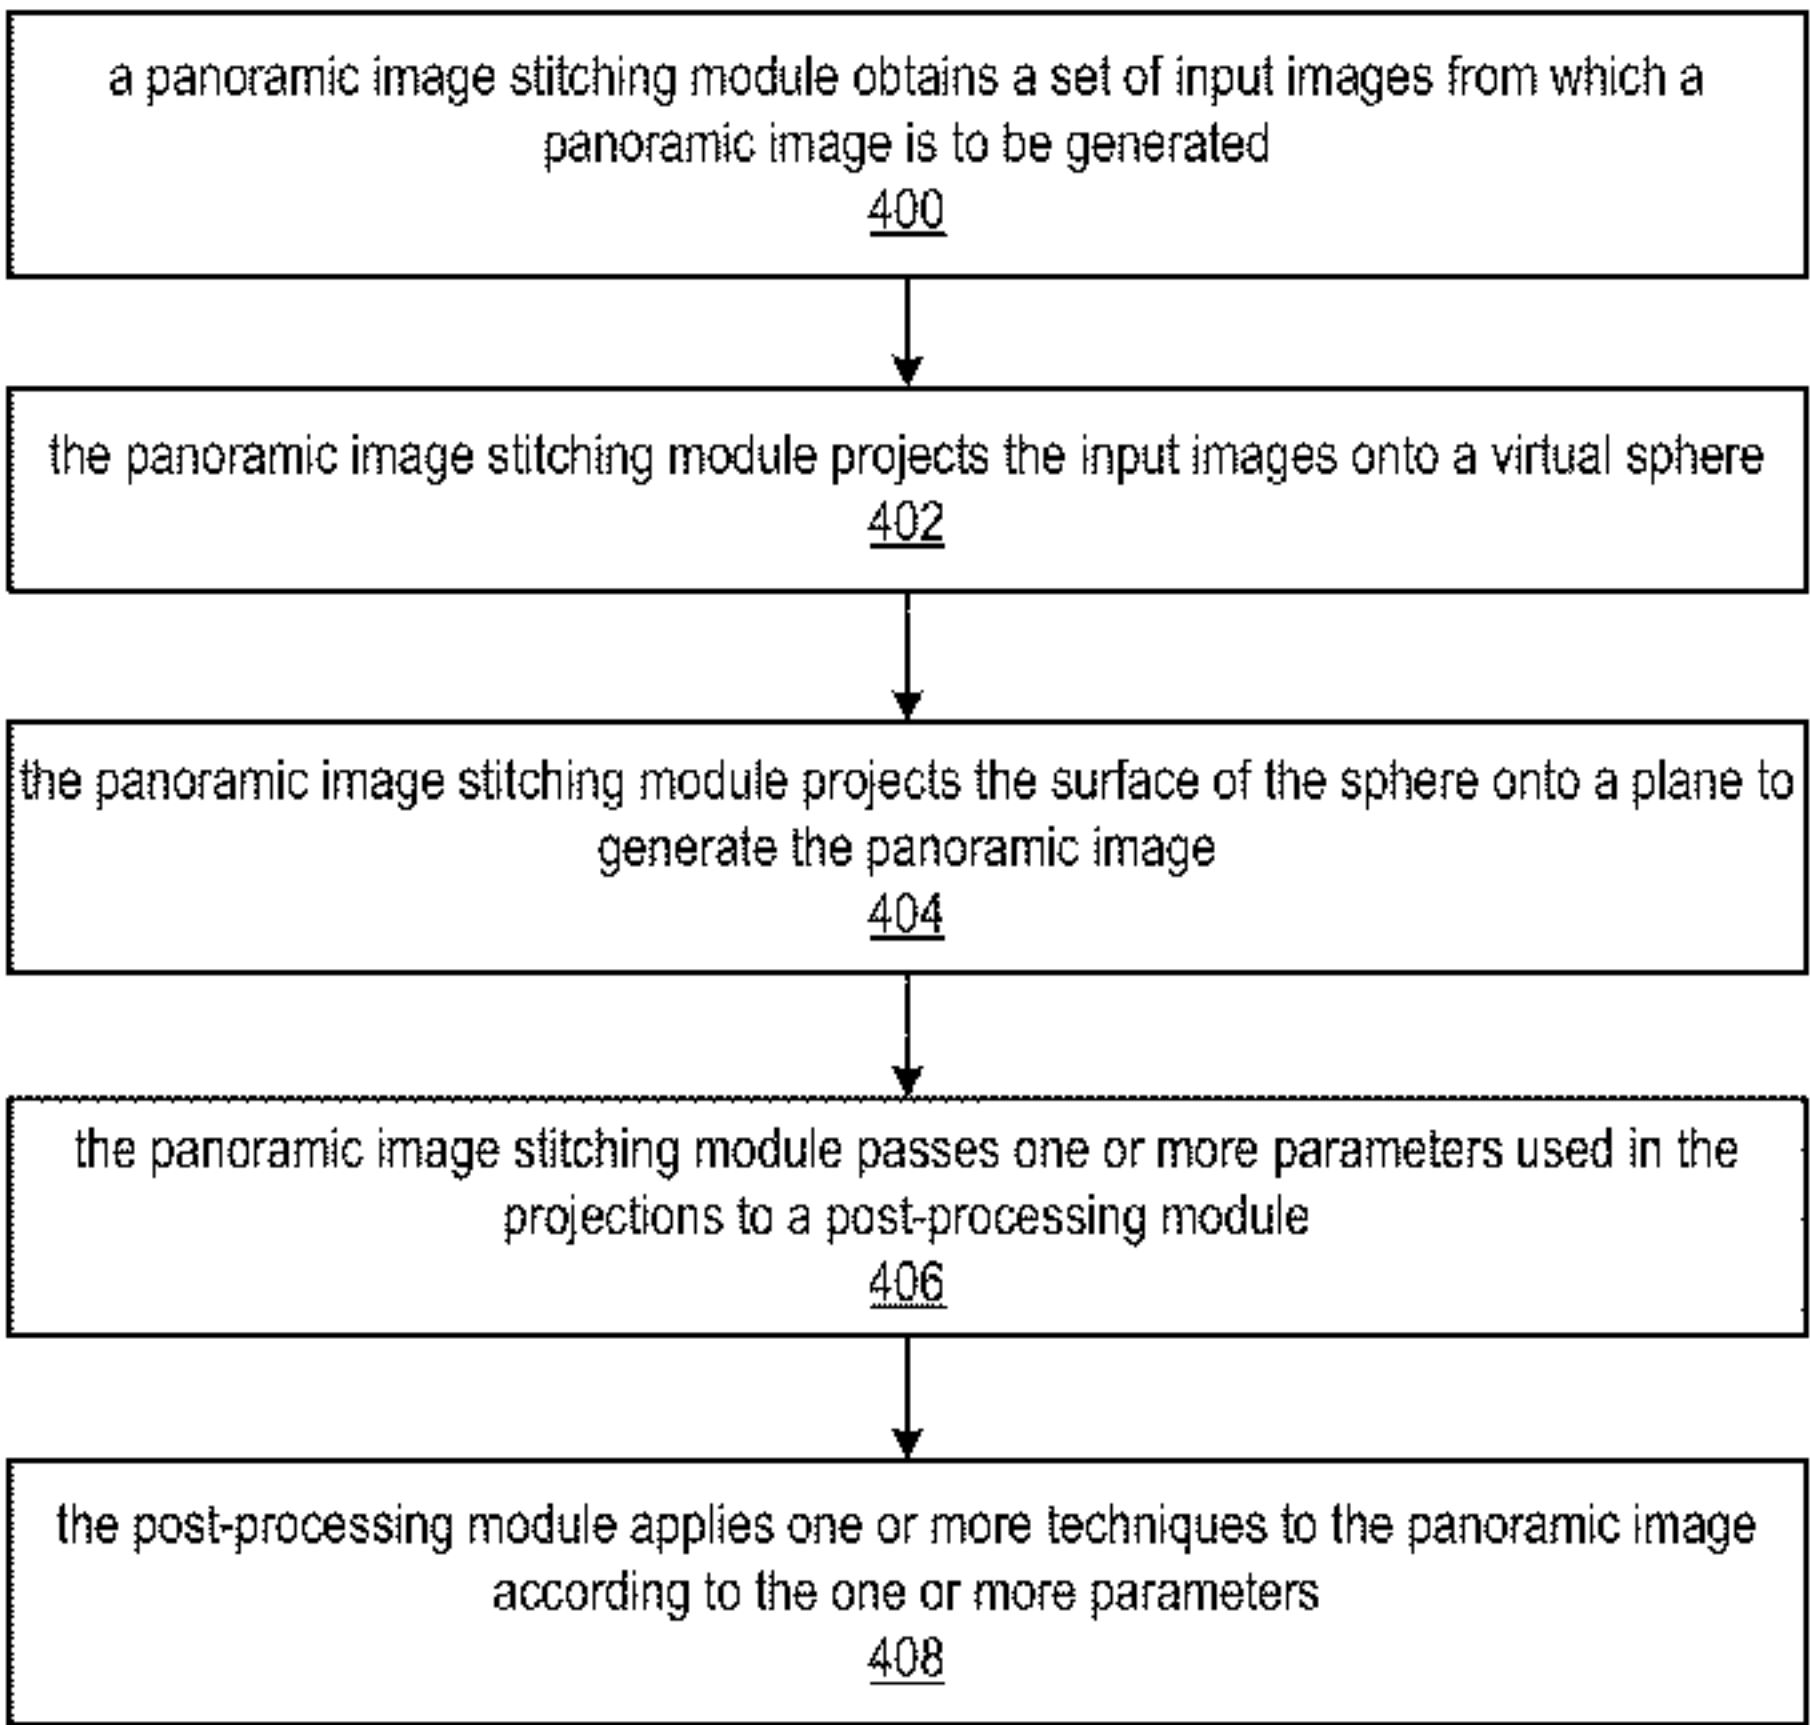 a panoramic image stitching module obtains a set of input images from which a
panoramic image is to be generated
400
the panoramic image stitching module projects the input images onto a virtual sphere
402
the panoramic image stitching module projects the surface of the sphere onto a plane to
generate the panoramic image
404
the panoramic image stitching module passes one or more parameters used in the
projections to a post-processing module
406
the post-processing module applies one or more techniques to the panoramic image
according to the one or more parameters
408